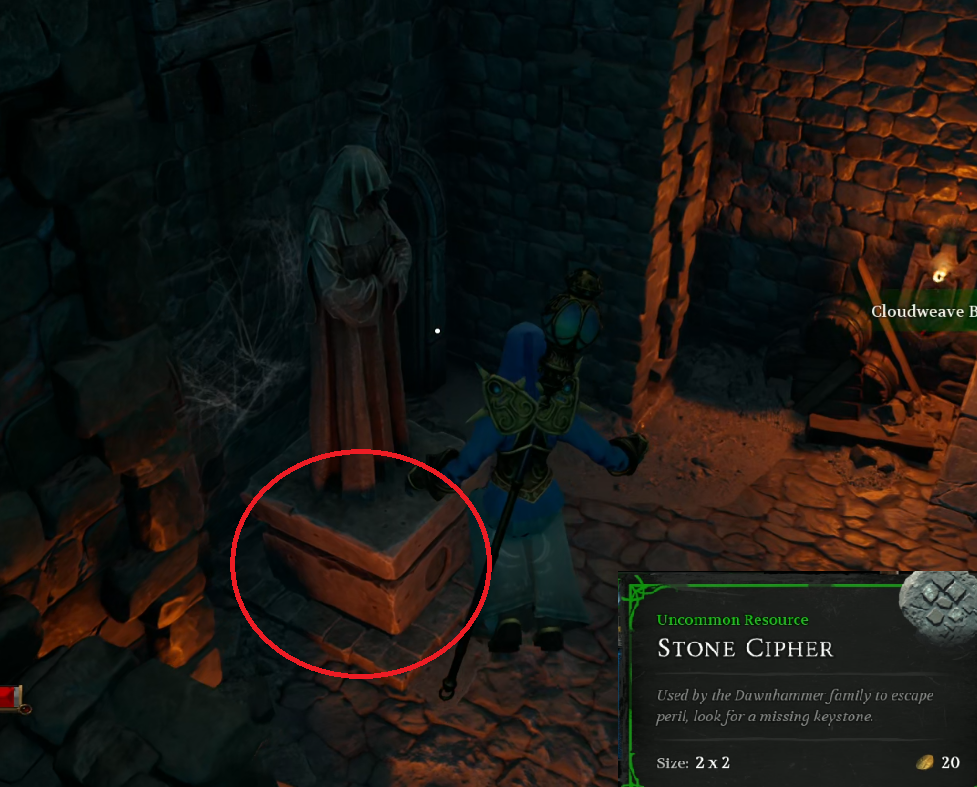 Cloudweave B
Uncommon Resource
STONE CIPHER
Used by the Dawnhammer family to escape
peril, look for a missing keystone.
Size: 2 x 2
20